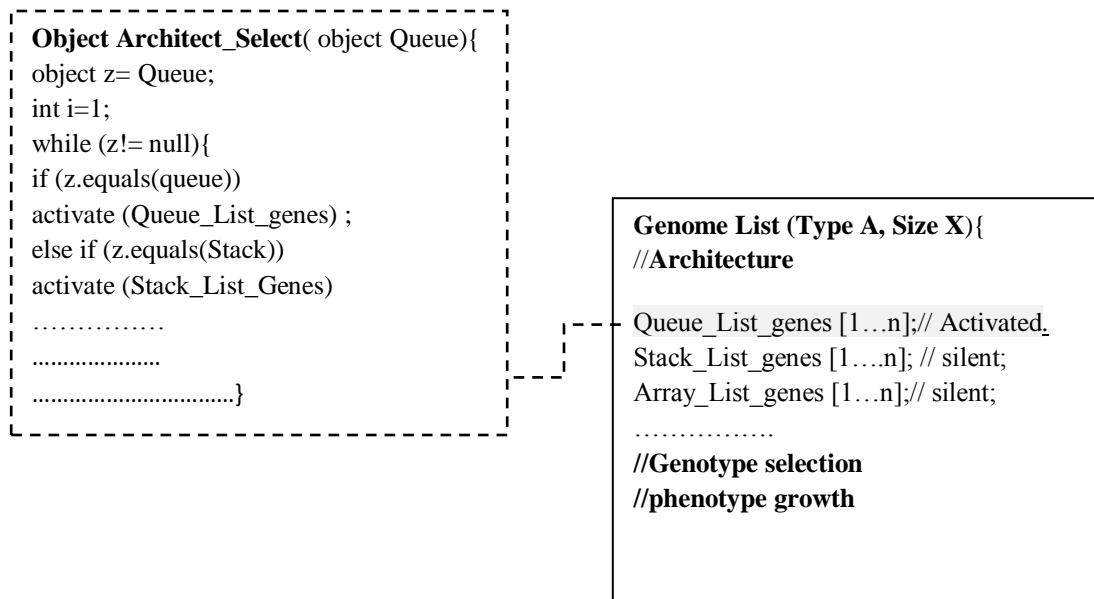 Object Architect_Select( object Queue){
object z= Queue;
int i=1;
while (z!= null){
if (z.equals(queue))
activate (Queue_List_genes) ;
else if (z.equals(Stack))
activate (Stack_List_Genes)
……………
.....................
.................................}
Genome List (Type A, Size X){
//Architecture
Queue_List_genes [1…n];// Activated.
Stack_List_genes [1….n]; // silent;
Array_List_genes [1…n];// silent;
…………….
//Genotype selection
//phenotype growth